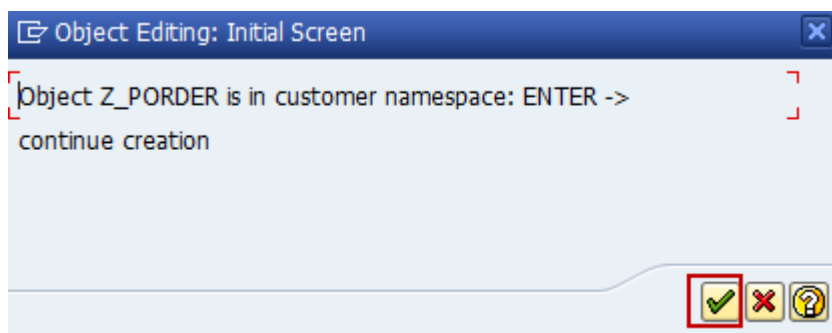 Object Editing: Initial Screen
Object Z_PORDER is in customer namespace: ENTER ->
continue creation